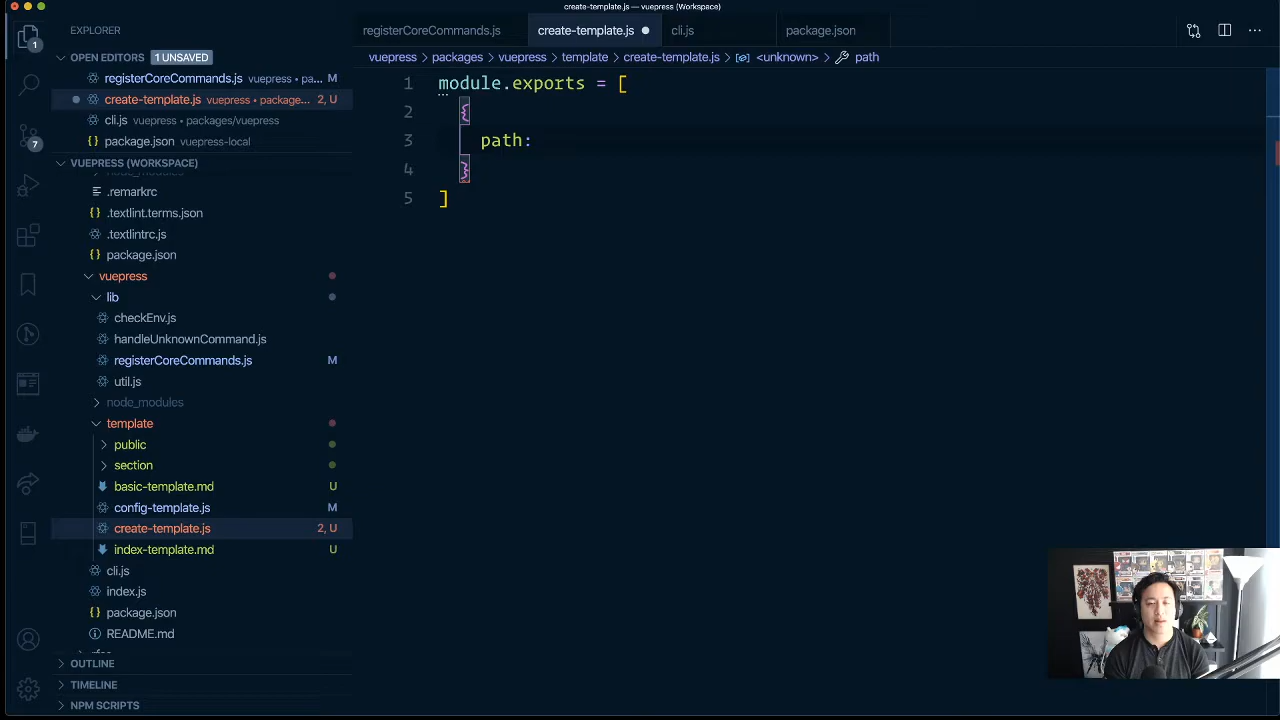 create-template.js — vuepress (Workspace)
EXPLORER
registerCoreCommands.js
create-template.js
cli.js
package.json
OPEN EDITORS
1 UNSAVED
vuepress > packages > vuepress > template > create-template.js > <unknown> > path
registerCoreCommands.js vuepress • pa... M
create-template.js vuepress • package... 2, U
cli.js vuepress • packages/vuepress
package.json vuepress-local
VUEPRESS (WORKSPACE)
node_modules
.remarkrc
.textlint.terms.json
.textlintrc.js
package.json
vuepress
lib
checkEnv.js
handleUnknownCommand.js
registerCoreCommands.js M
util.js
node_modules
template
public
section
basic-template.md U
config-template.js M
create-template.js 2, U
index-template.md U
cli.js
index.js
package.json
README.md
OUTLINE
TIMELINE
NPM SCRIPTS
1
7
1 module.exports = [
2 {
3 path:
4 }
5 ]